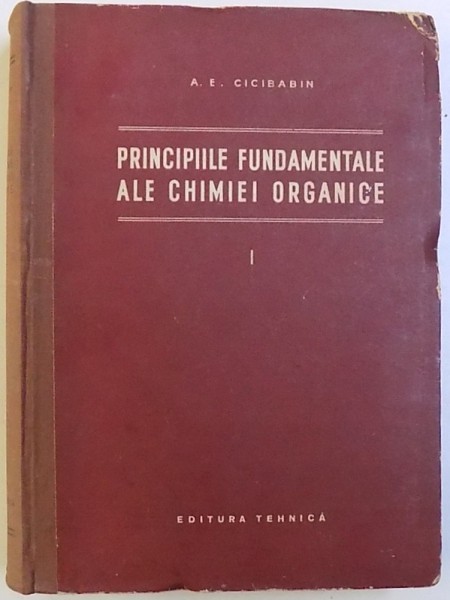 A. E. CICIBABIN
PRINCIPIILE FUNDAMENTALE
ALE CHIMIEI ORGANICE
I
EDITURA TEHNICĂ